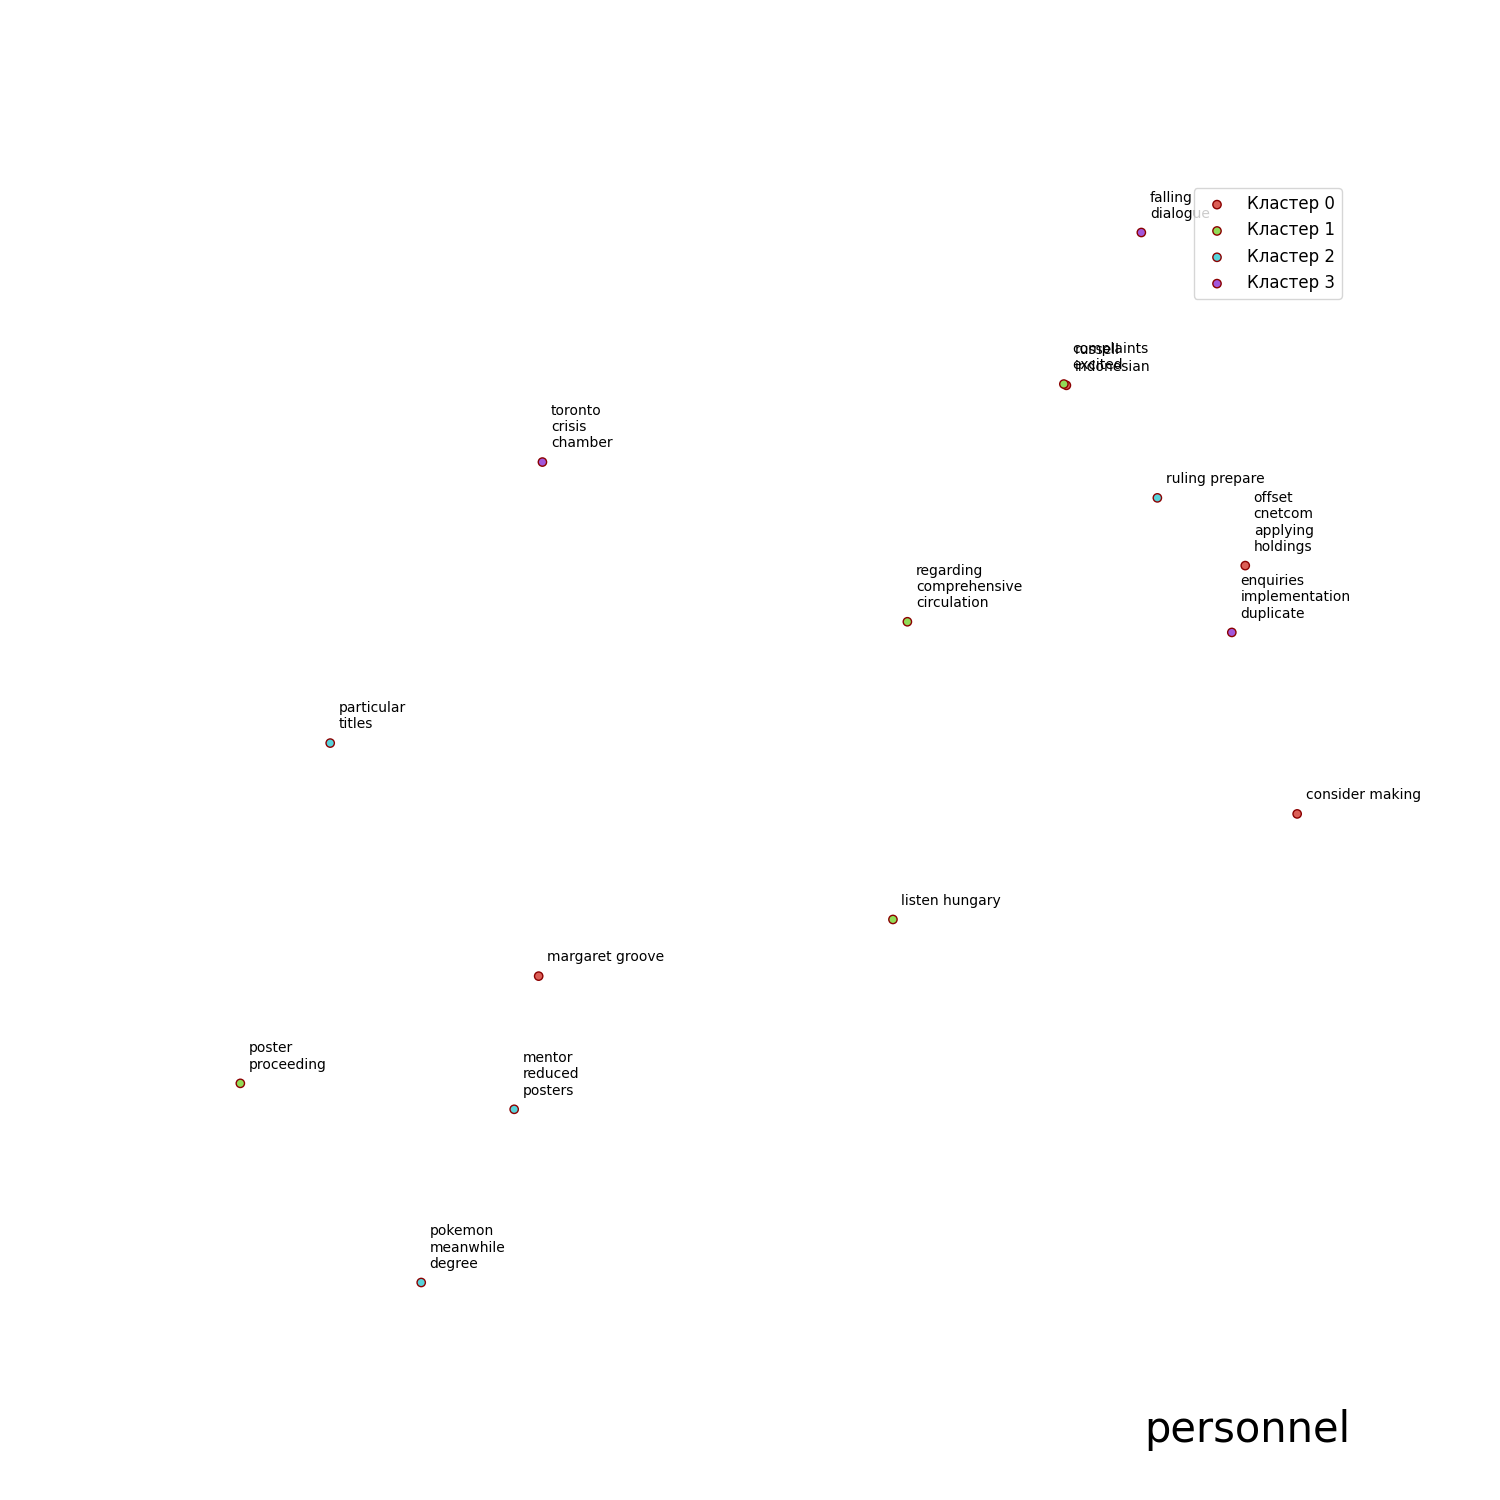 falling
dialogue
Кластер 0
Кластер 1
Кластер 2
Кластер 3
complaints
excited
russell
indonesian
toronto
crisis
chamber
ruling prepare
offset
cnetcom
applying
holdings
regarding
comprehensive
circulation
enquiries
implementation
duplicate
particular
titles
consider making
listen hungary
margaret groove
poster
proceeding
mentor
reduced
posters
pokemon
meanwhile
degree
personnel